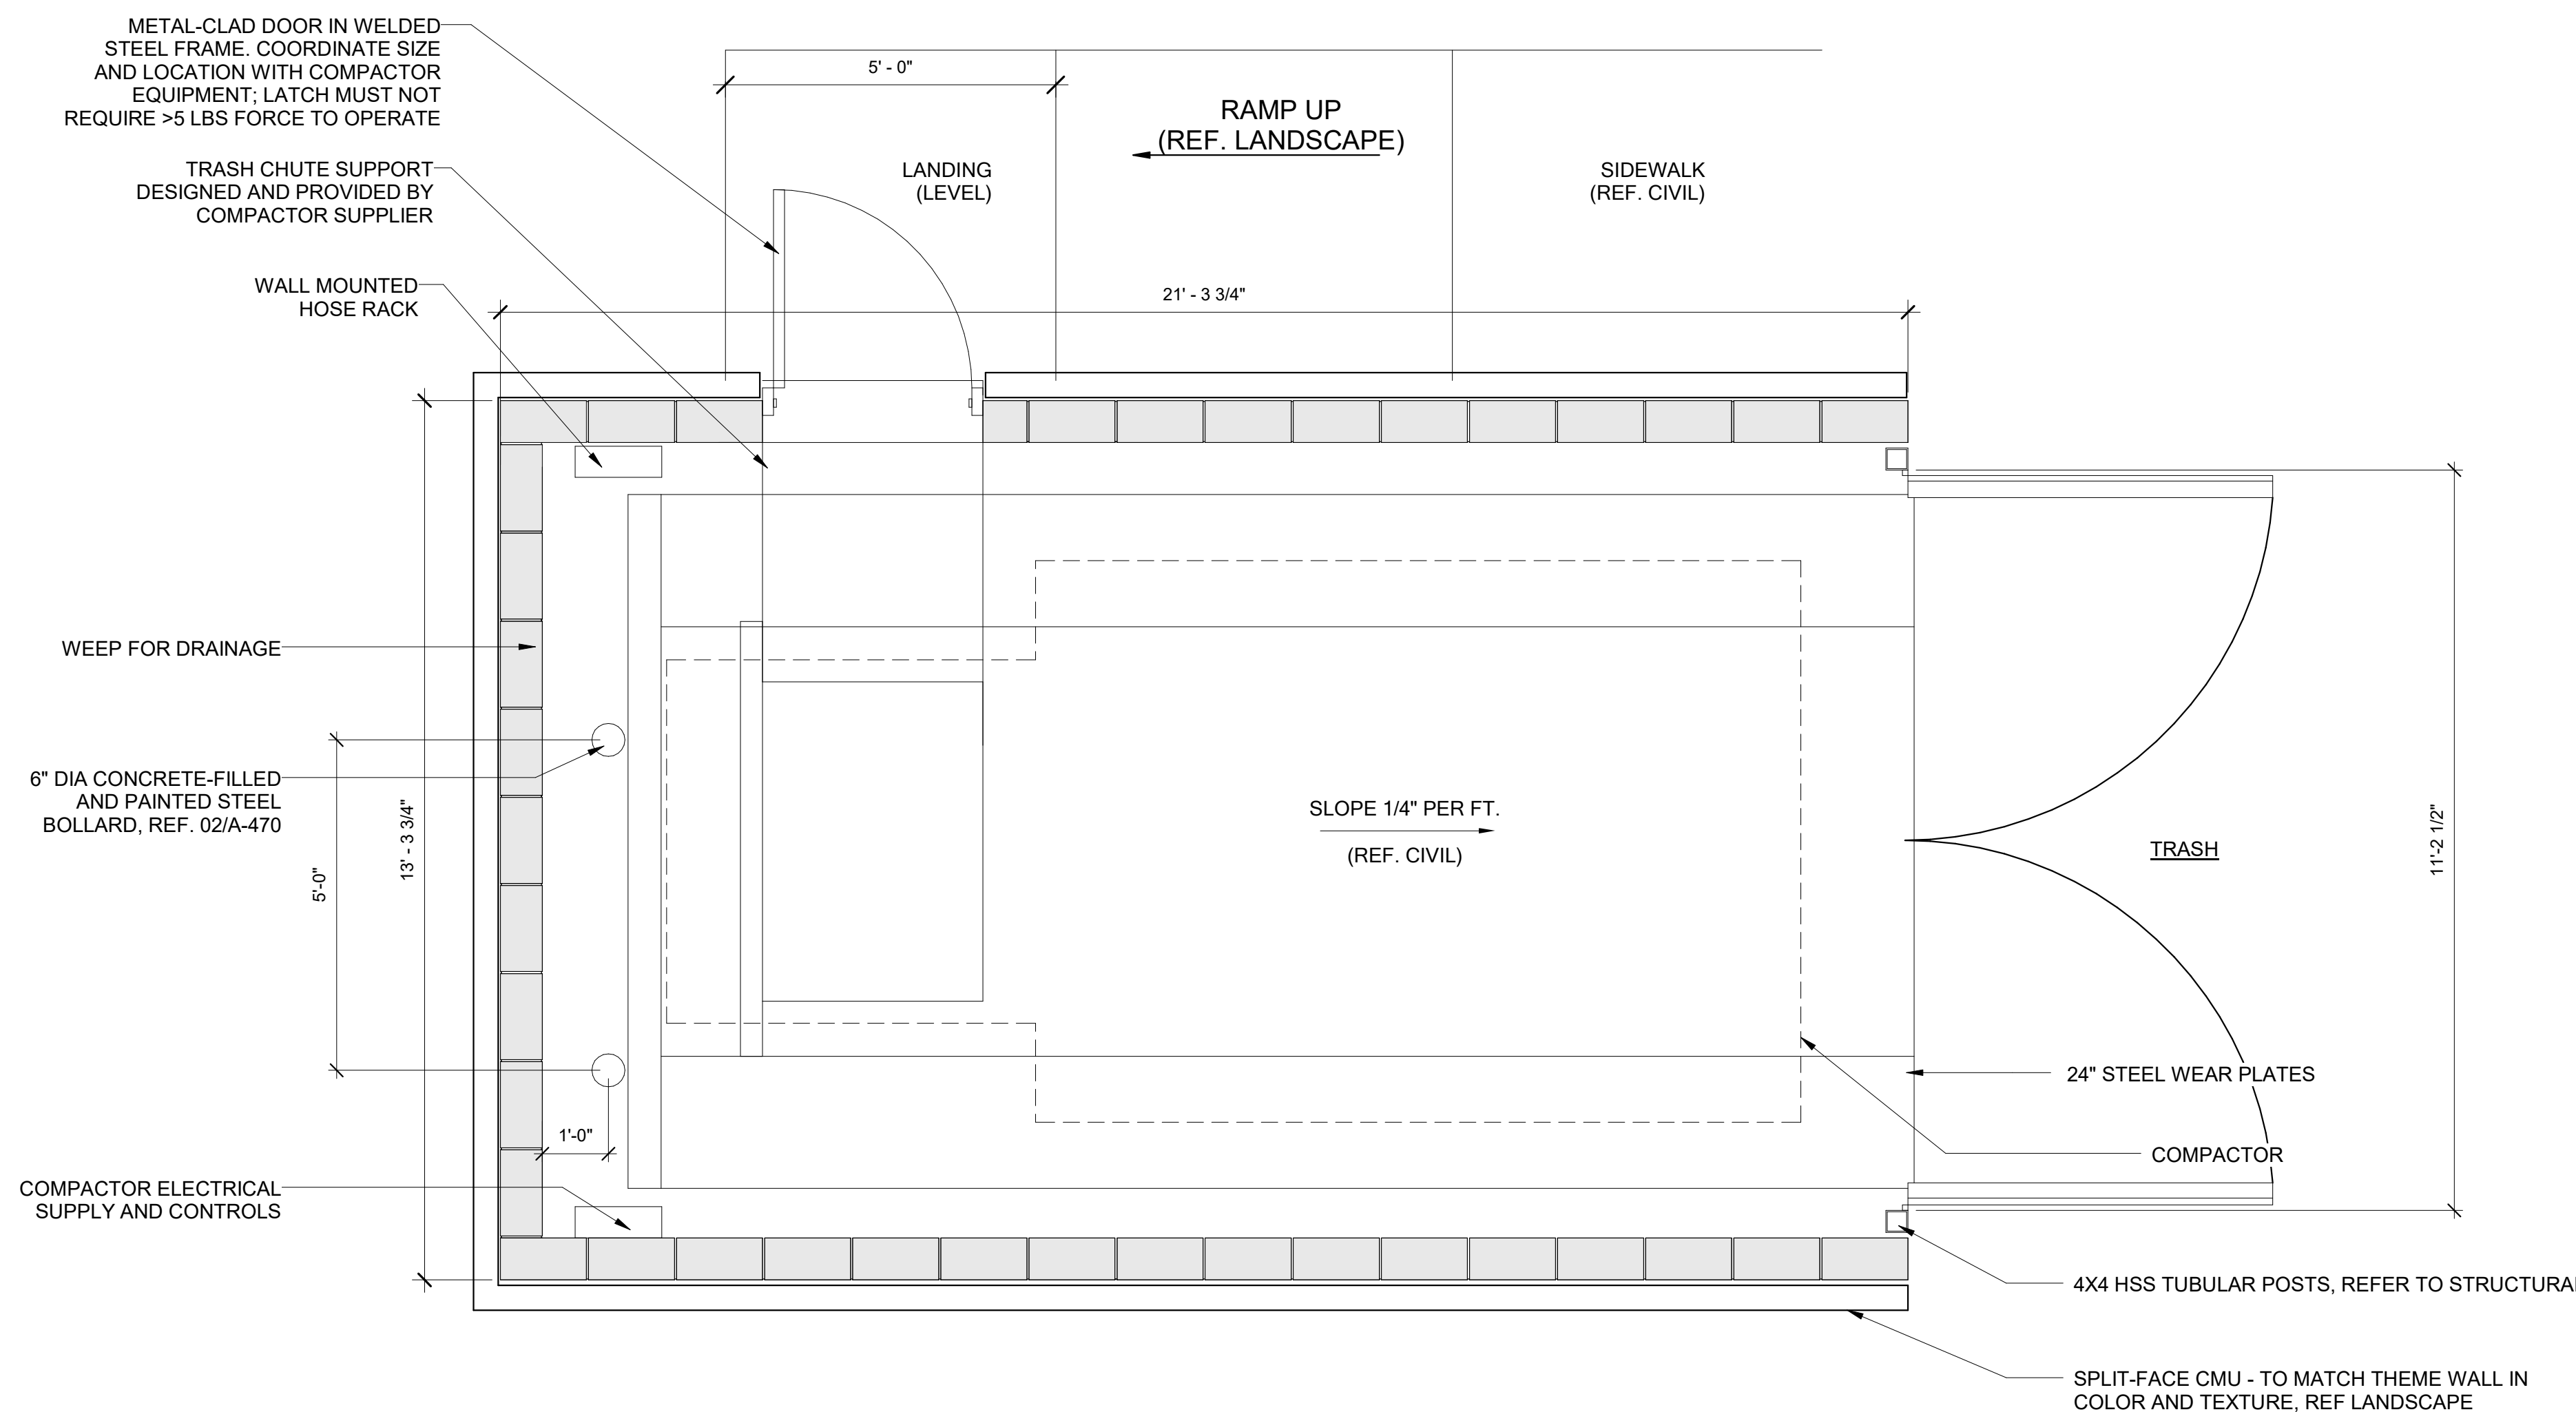 METAL-CLAD DOOR IN WELDED
STEEL FRAME. COORDINATE SIZE
AND LOCATION WITH COMPACTOR
EQUIPMENT; LATCH MUST NOT
REQUIRE >5 LBS FORCE TO OPERATE
5' - 0"
RAMP UP
(REF. LANDSCAPE)
LANDING
(LEVEL)
SIDEWALK
(REF. CIVIL)
TRASH CHUTE SUPPORT
DESIGNED AND PROVIDED BY
COMPACTOR SUPPLIER
WALL MOUNTED
HOSE RACK
21' - 3 3/4"
WEEP FOR DRAINAGE
6" DIA CONCRETE-FILLED
AND PAINTED STEEL
BOLLARD, REF. 02/A-470
5'-0"
13' - 3 3/4"
SLOPE 1/4" PER FT.
(REF. CIVIL)
TRASH
11'-2 1/2"
24" STEEL WEAR PLATES
COMPACTOR
1'-0"
COMPACTOR ELECTRICAL
SUPPLY AND CONTROLS
4X4 HSS TUBULAR POSTS, REFER TO STRUCTURA
SPLIT-FACE CMU - TO MATCH THEME WALL IN
COLOR AND TEXTURE, REF LANDSCAPE